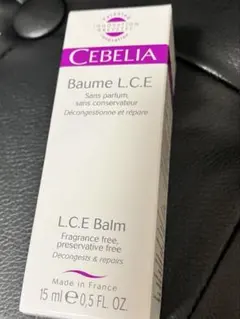 CEBELIA
Baume L.C.E
Sans parfum,
sans conservateur
Décongestionne et répare
L.C.E Balm
Fragrance free,
preservative free
Decongests & repairs
Made in France
15 ml e 0,5 FL. OZ.